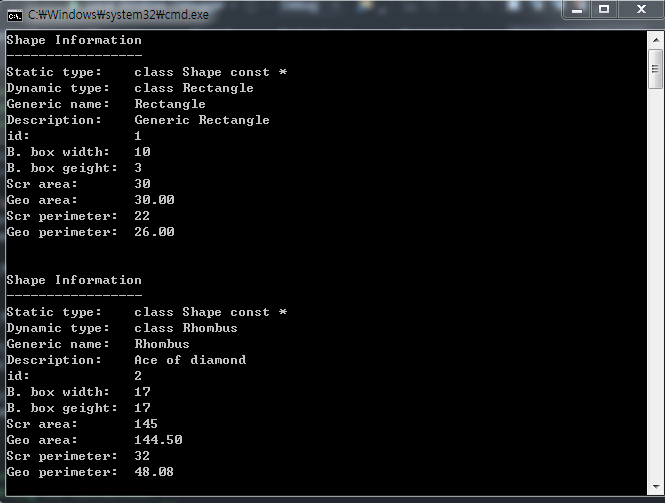 C:₩Windows₩system32₩cmd.exe
Shape Information
-----------------
Static type:    class Shape const *
Dynamic type:   class Rectangle
Generic name:   Rectangle
Description:    Generic Rectangle
id:             1
B. box width:   10
B. box geight:  3
Scr area:       30
Geo area:       30.00
Scr perimeter:  22
Geo perimeter:  26.00
Shape Information
-----------------
Static type:    class Shape const *
Dynamic type:   class Rhombus
Generic name:   Rhombus
Description:    Ace of diamond
id:             2
B. box width:   17
B. box geight:  17
Scr area:       145
Geo area:       144.50
Scr perimeter:  32
Geo perimeter:  48.08